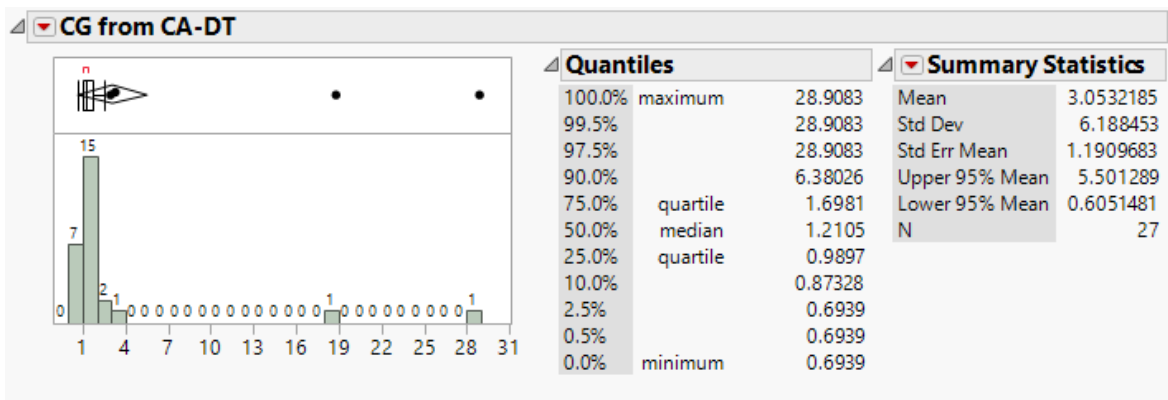 CG from CA-DT
n
15
7
2
1
1
1
0 0 0 0 0 0 0 0 0 0 0 0 0 0 0 0 0 0 0 0 0 0 0 0
1 4 7 10 13 16 19 22 25 28 31
Quantiles
100.0% maximum 28.9083
99.5% 28.9083
97.5% 28.9083
90.0% 6.38026
75.0% quartile 1.6981
50.0% median 1.2105
25.0% quartile 0.9897
10.0% 0.87328
2.5% 0.6939
0.5% 0.6939
0.0% minimum 0.6939
Summary Statistics
Mean 3.0532185
Std Dev 6.188453
Std Err Mean 1.1909683
Upper 95% Mean 5.501289
Lower 95% Mean 0.6051481
N 27